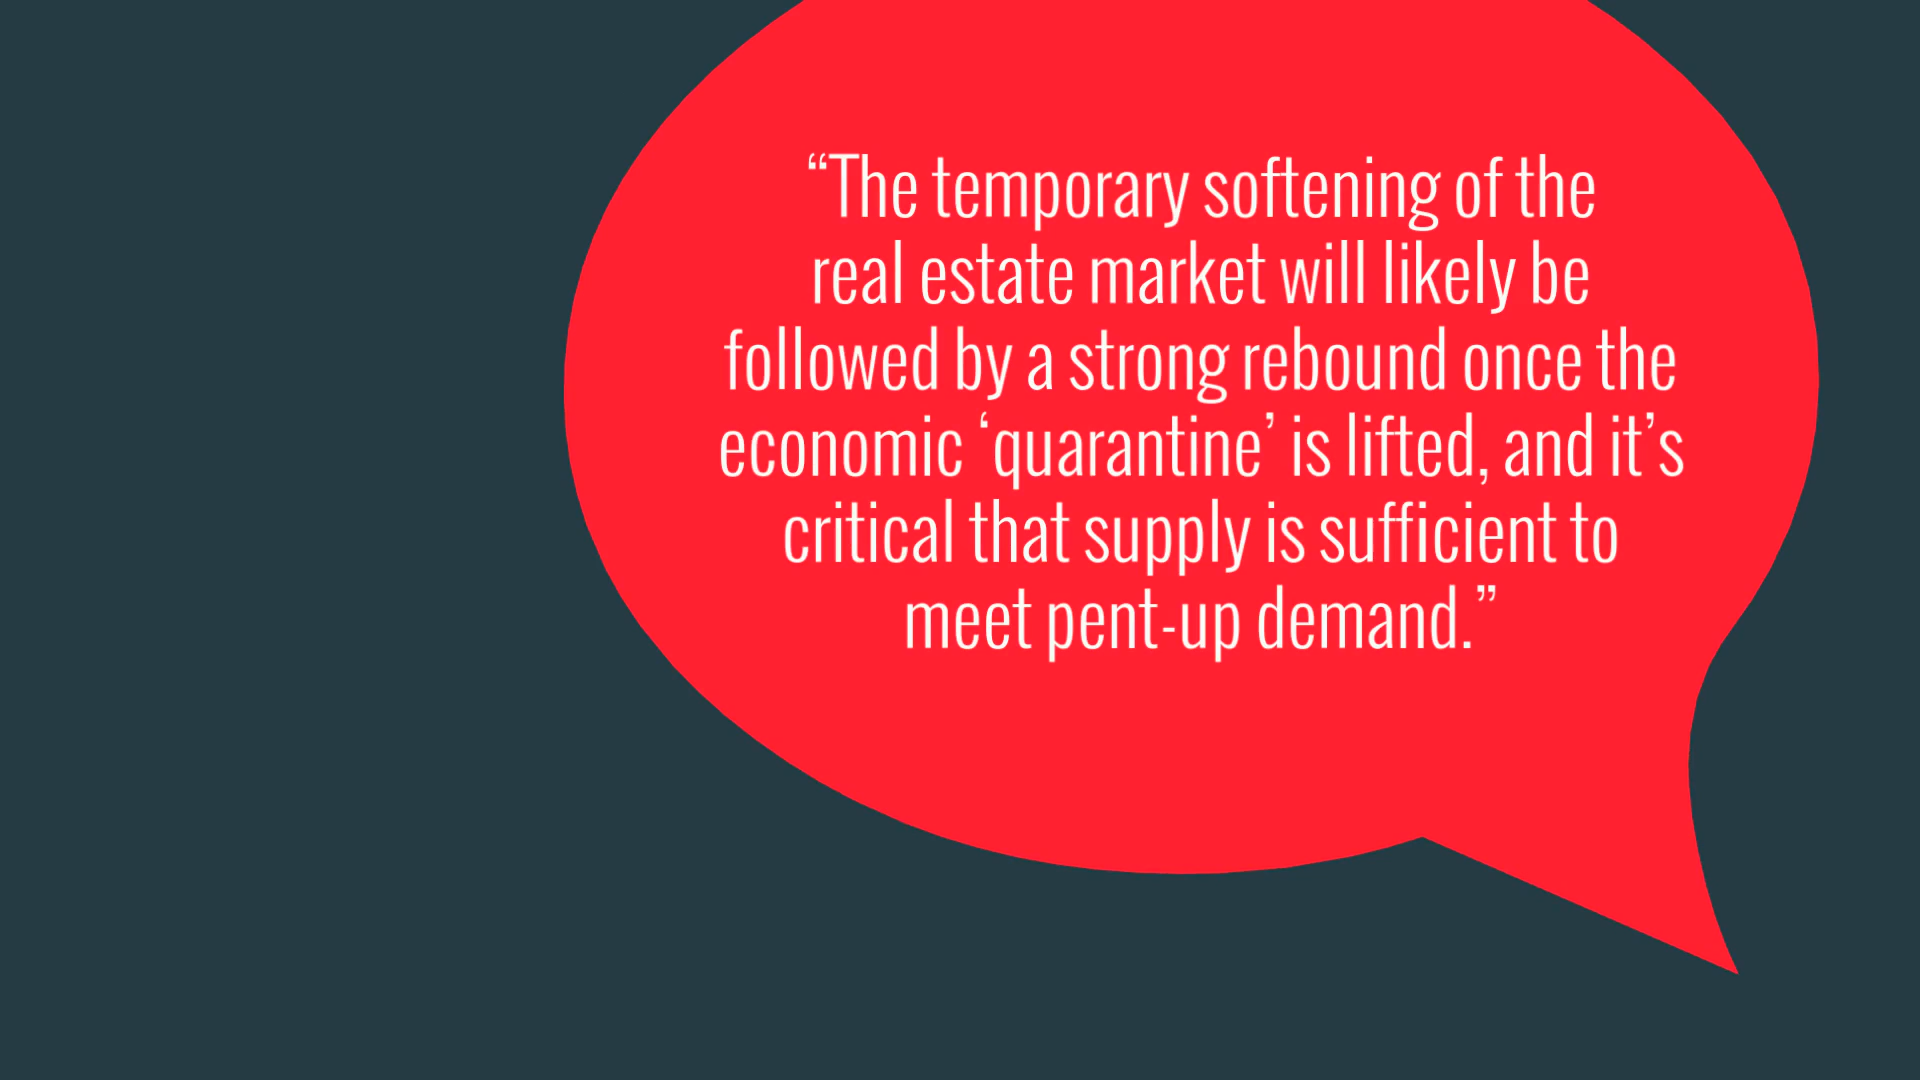 “The temporary softening of the
real estate market will likely be
followed by a strong rebound once the
economic ‘quarantine’ is lifted, and it’s
critical that supply is sufficient to
meet pent-up demand.”